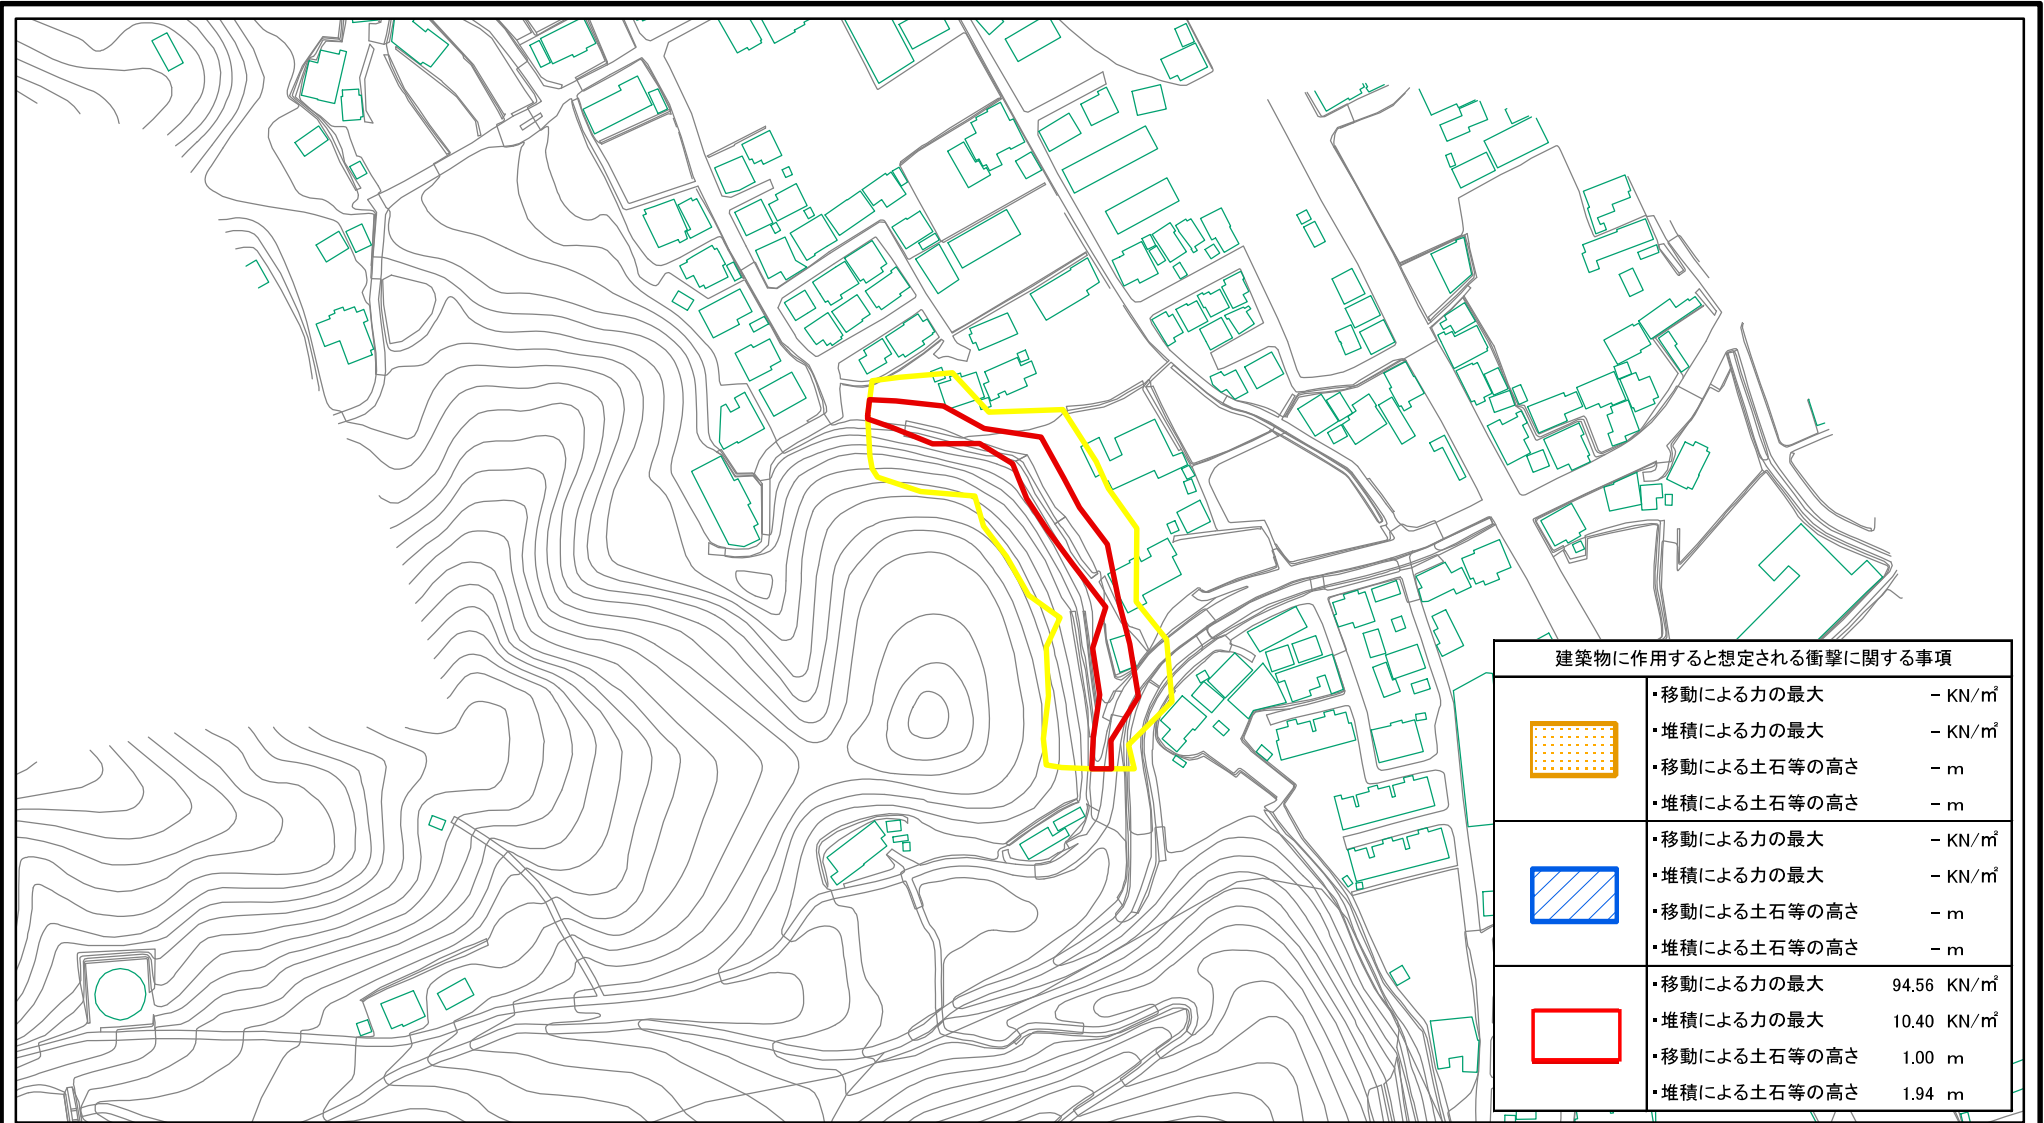 建築物に作用すると想定される衝撃に関する事項
・移動による力の最大 - KN/㎡
・堆積による力の最大 - KN/㎡
・移動による土石等の高さ - m
・堆積による土石等の高さ - m
・移動による力の最大 - KN/㎡
・堆積による力の最大 - KN/㎡
・移動による土石等の高さ - m
・堆積による土石等の高さ - m
・移動による力の最大 94.56 KN/㎡
・堆積による力の最大 10.40 KN/㎡
・移動による土石等の高さ 1.00 m
・堆積による土石等の高さ 1.94 m